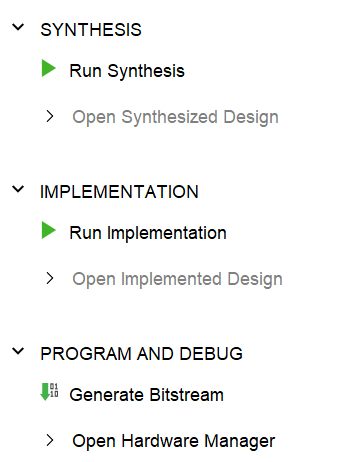 SYNTHESIS
Run Synthesis
Open Synthesized Design
IMPLEMENTATION
Run Implementation
Open Implemented Design
PROGRAM AND DEBUG
Generate Bitstream
Open Hardware Manager